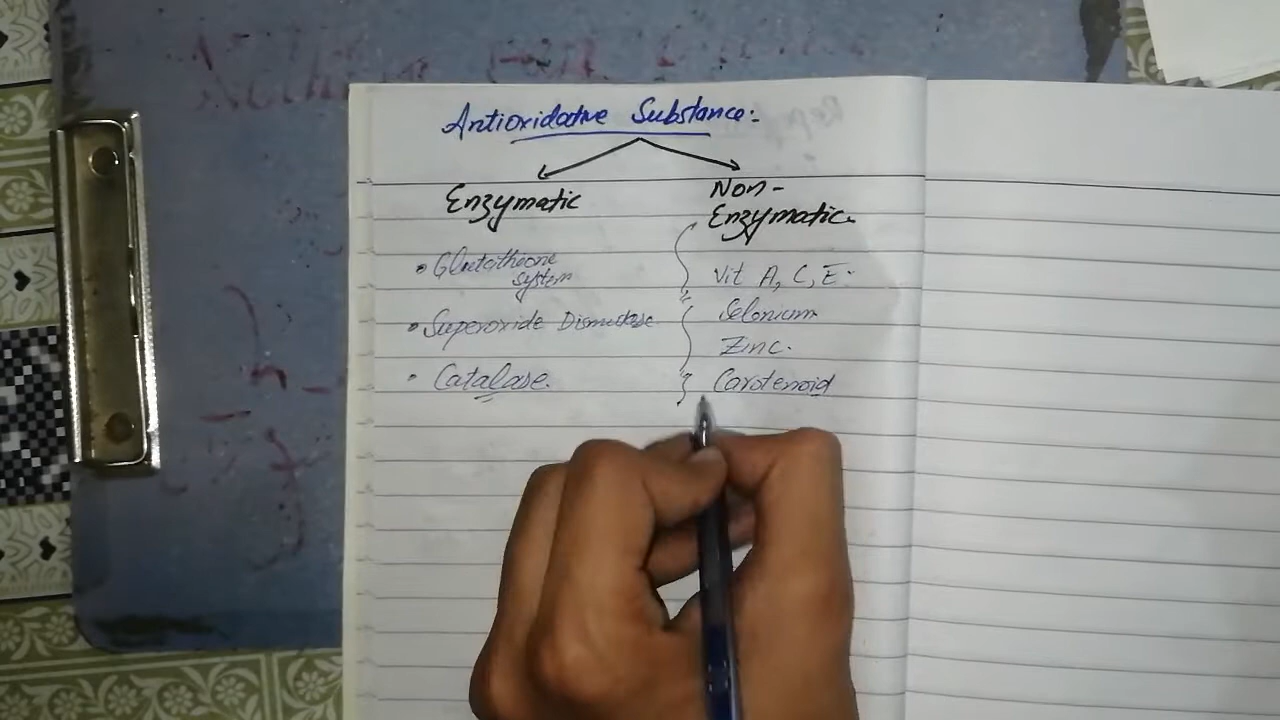 Antioxidative Substance:-
Enzymatic
Non-
Enzymatic.
• Glutathione
system
• Superoxide Dismutase
• Catalase.
Vit A, C, E.
Selenium
Zinc.
Carotenoid